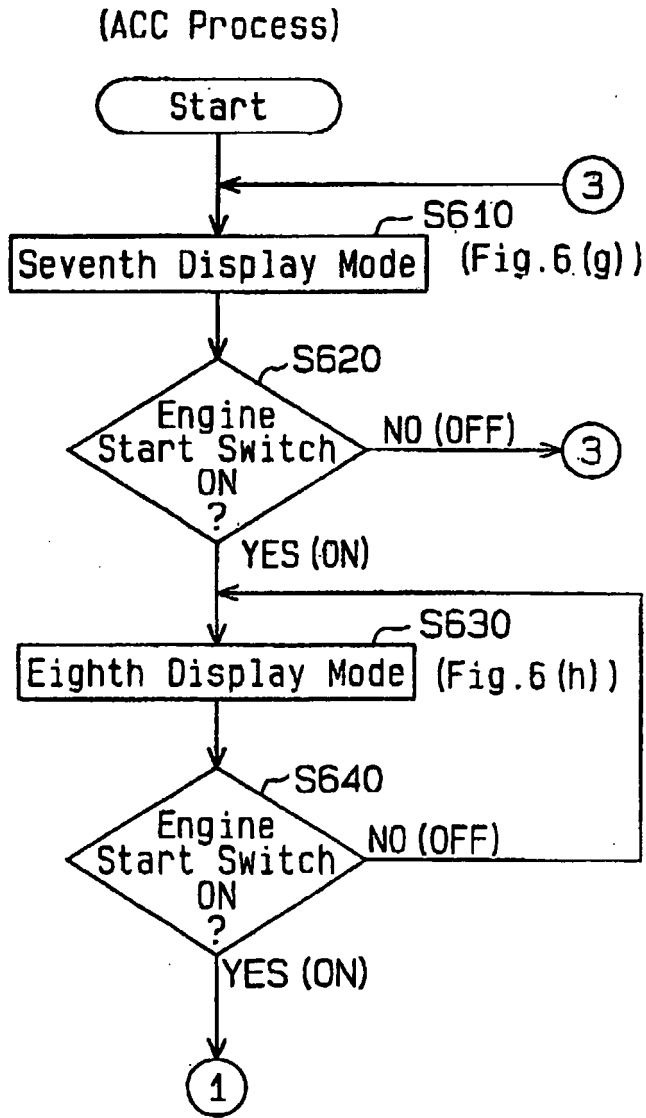 (ACC Process)
Start
3
S610
Seventh Display Mode (Fig.6(g))
S620
Engine
Start Switch
ON
?
NO(OFF)
3
YES(ON)
S630
Eighth Display Mode (Fig.6(h))
S640
Engine
Start Switch
ON
?
NO(OFF)
YES(ON)
1